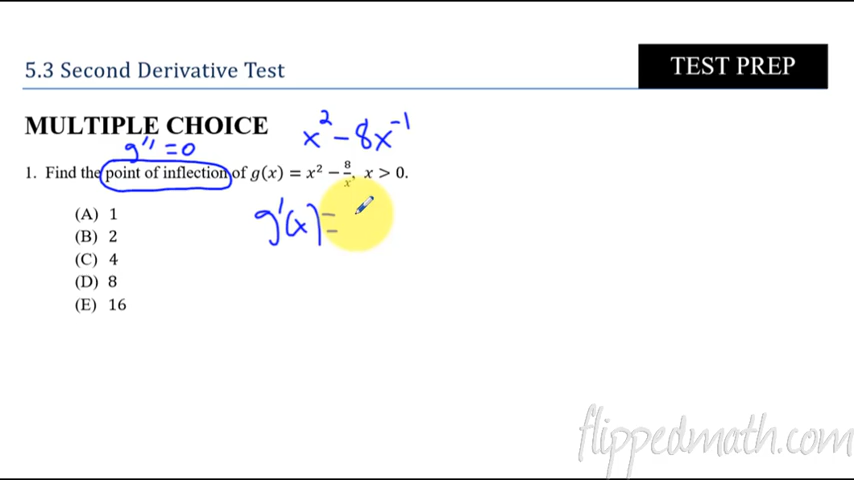 5.3 Second Derivative Test
TEST PREP
MULTIPLE CHOICE
x² − 8x⁻¹
g'' = 0
1. Find the point of inflection of g(x) = x² − 8/x, x > 0.
(A) 1
g'(x) =
(B) 2
(C) 4
(D) 8
(E) 16
flippedmath.com